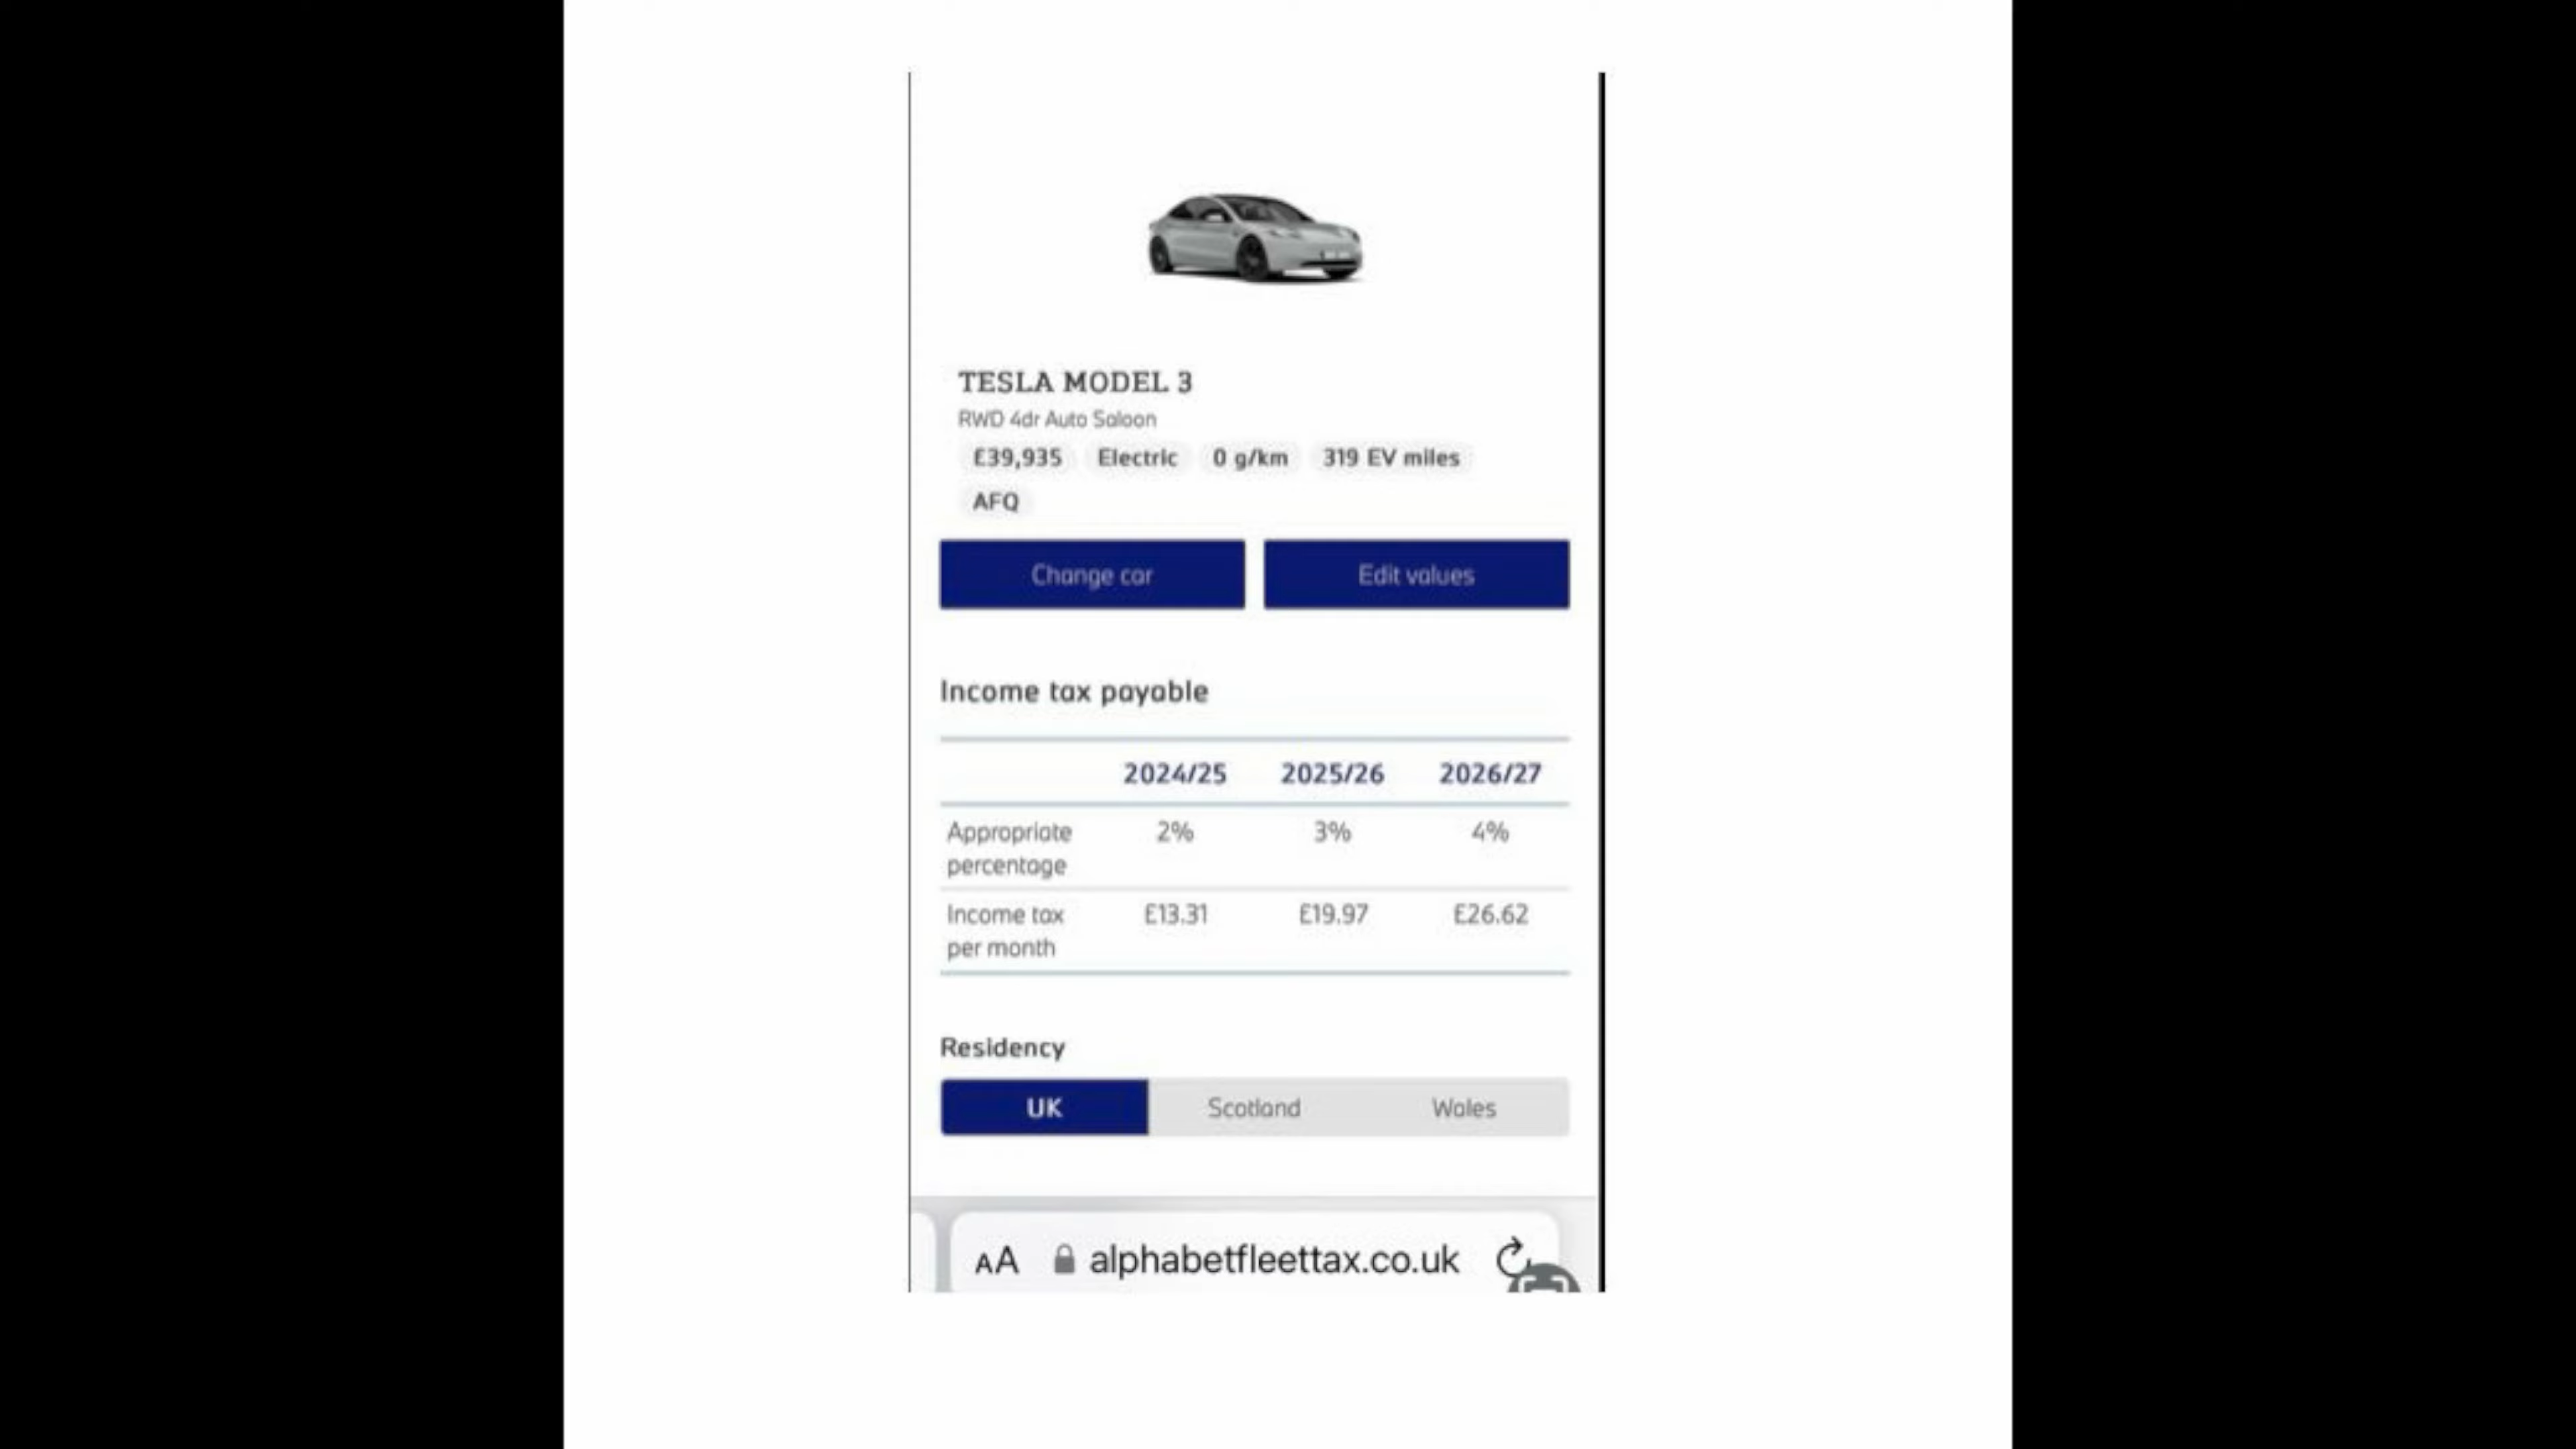 TESLA MODEL 3
RWD 4dr Auto Saloon
£39,935 Electric 0 g/km 319 EV miles
AFQ
Change car Edit values
Income tax payable
2024/25 2025/26 2026/27
Appropriate percentage 2% 3% 4%
Income tax per month £13.31 £19.97 £26.62
Residency
UK Scotland Wales
AA alphabetfleettax.co.uk